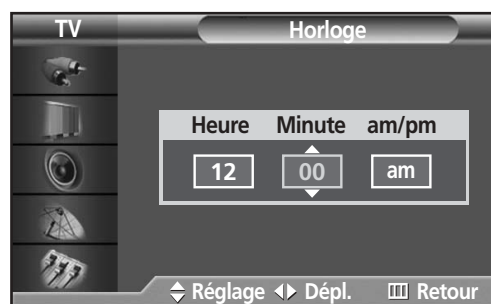 TV Horloge
Heure Minute am/pm
12 00 am
Réglage Dépl. Retour